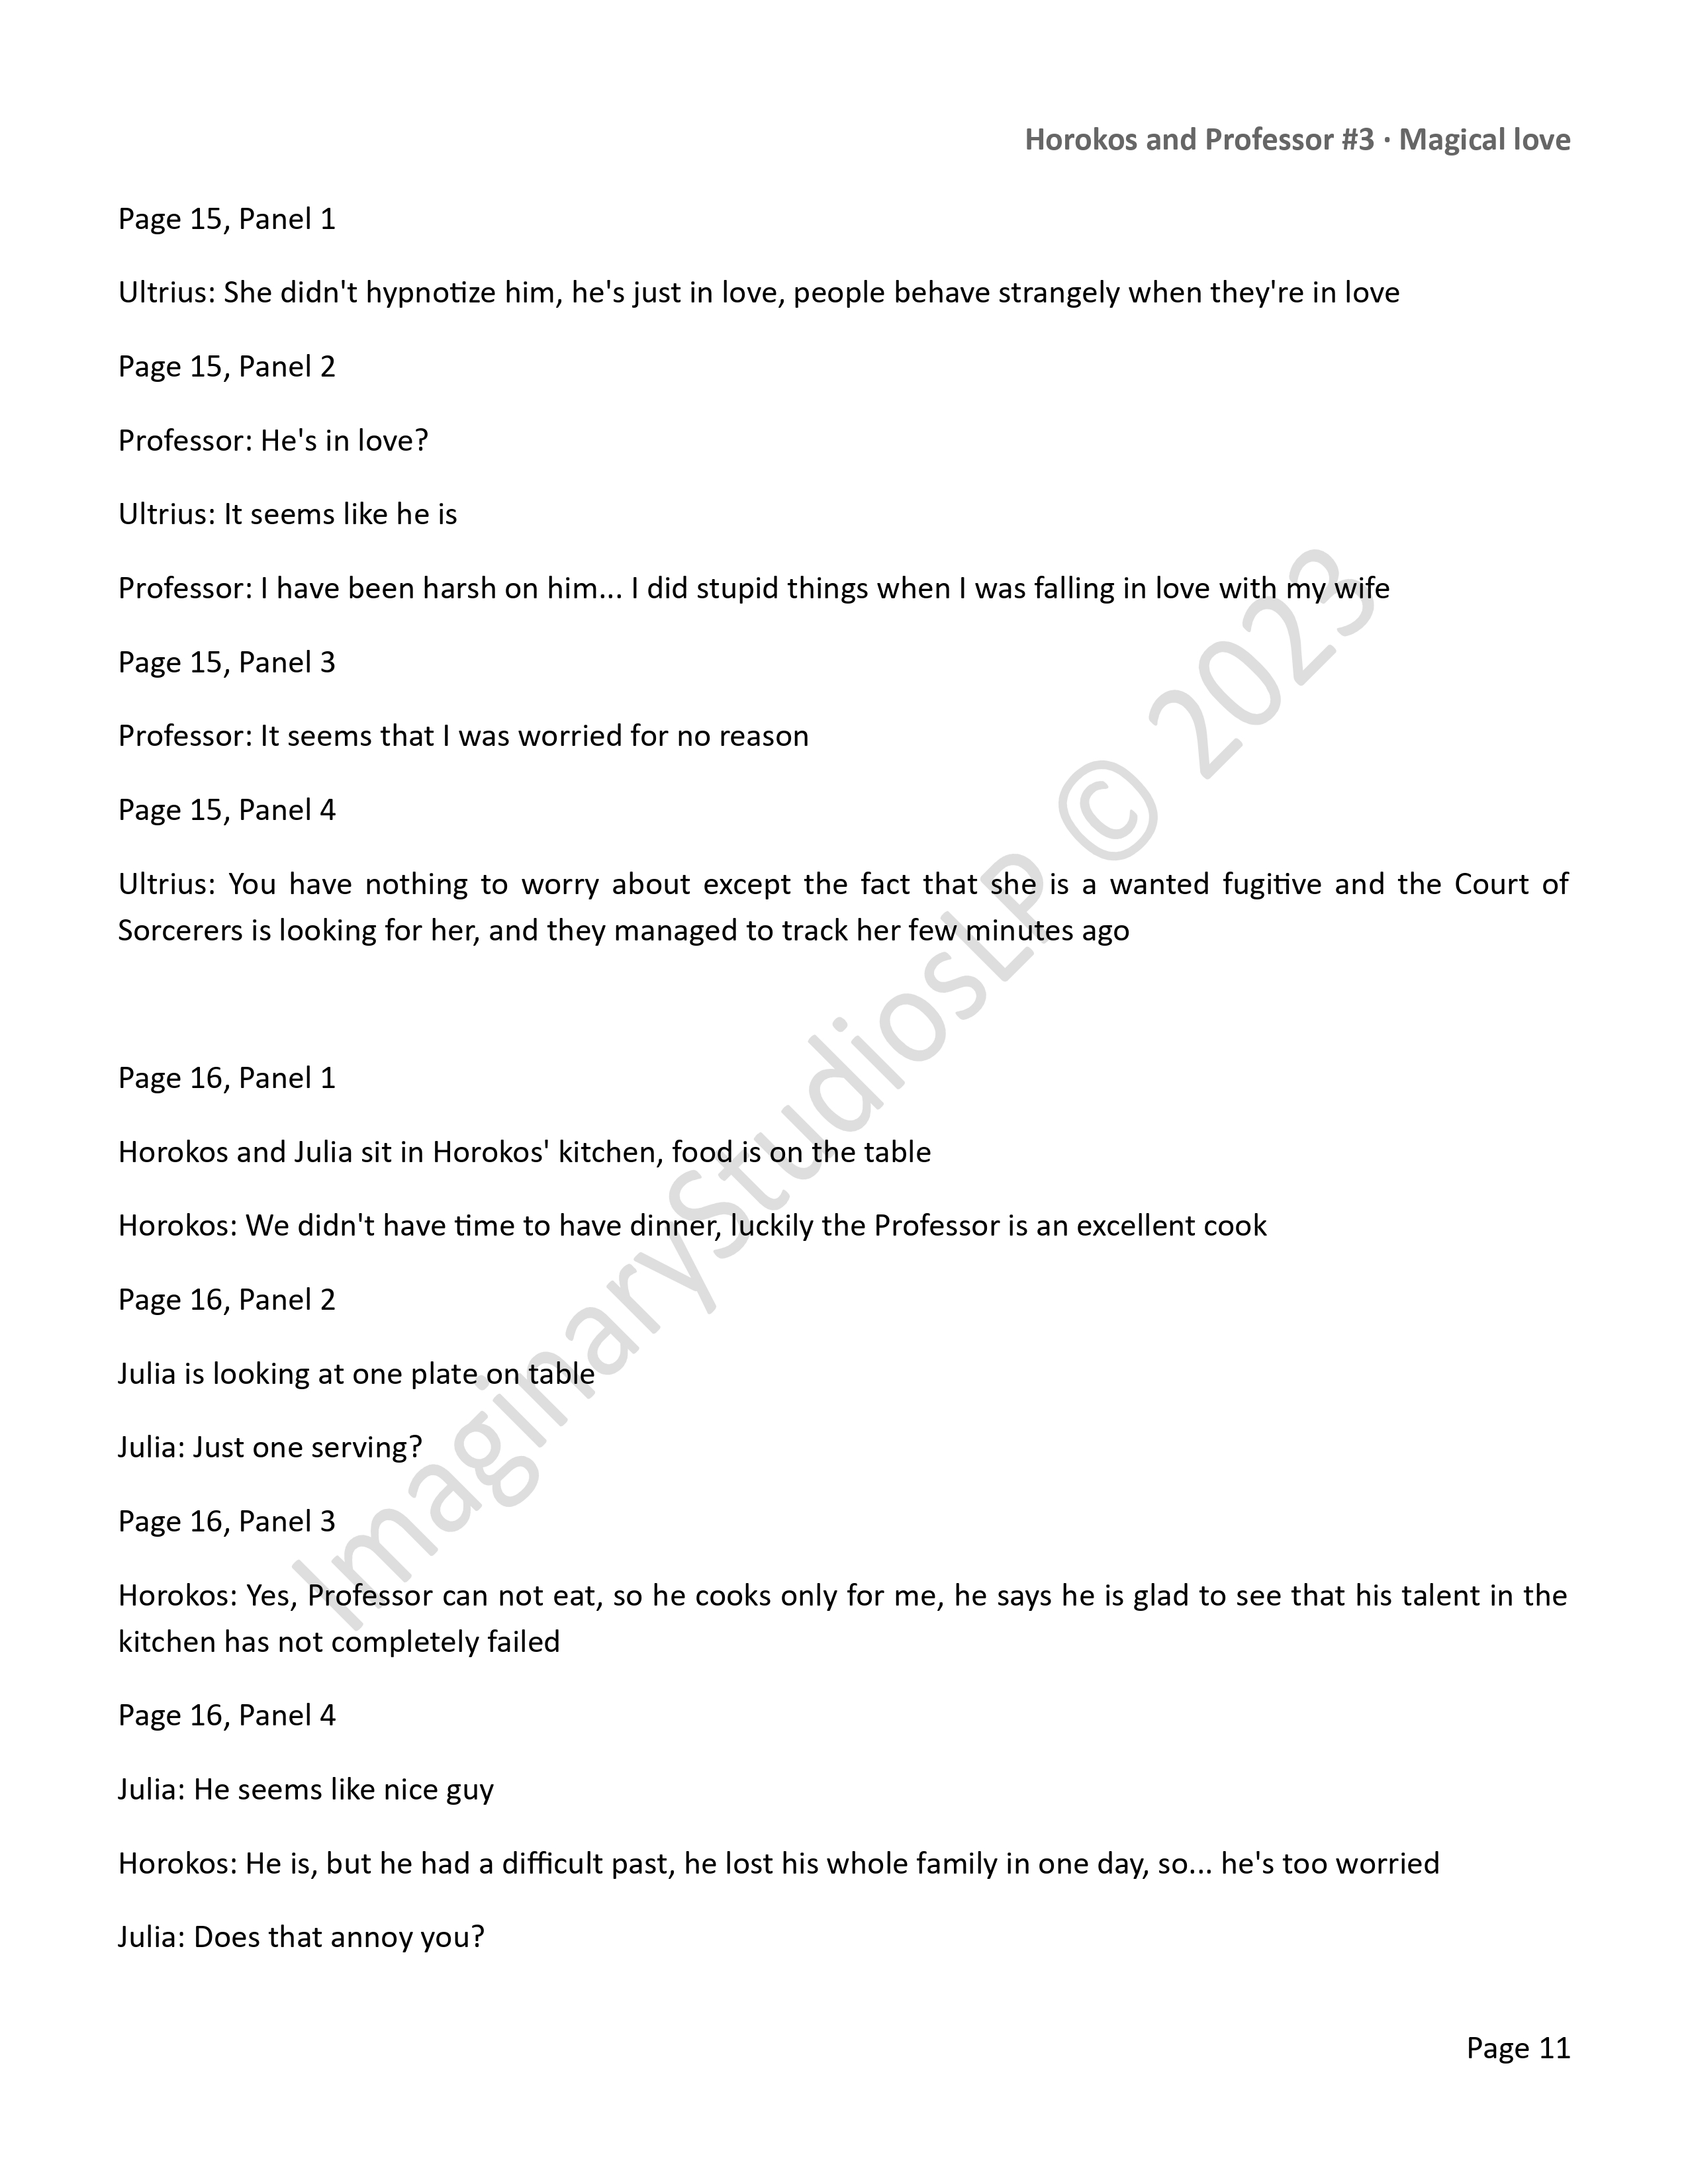 Horokos and Professor #3 · Magical love
Page 15, Panel 1
Ultrius: She didn't hypnotize him, he's just in love, people behave strangely when they're in love
Page 15, Panel 2
Professor: He's in love?
Ultrius: It seems like he is
Professor: I have been harsh on him... I did stupid things when I was falling in love with my wife
Page 15, Panel 3
Professor: It seems that I was worried for no reason
Page 15, Panel 4
Ultrius: You have nothing to worry about except the fact that she is a wanted fugitive and the Court of
Sorcerers is looking for her, and they managed to track her few minutes ago
Page 16, Panel 1
Horokos and Julia sit in Horokos' kitchen, food is on the table
Horokos: We didn't have time to have dinner, luckily the Professor is an excellent cook
Page 16, Panel 2
Julia is looking at one plate on table
Julia: Just one serving?
Page 16, Panel 3
Horokos: Yes, Professor can not eat, so he cooks only for me, he says he is glad to see that his talent in the
kitchen has not completely failed
Page 16, Panel 4
Julia: He seems like nice guy
Horokos: He is, but he had a difficult past, he lost his whole family in one day, so... he's too worried
Julia: Does that annoy you?
Page 11
ImaginaryStudiosLP © 2023